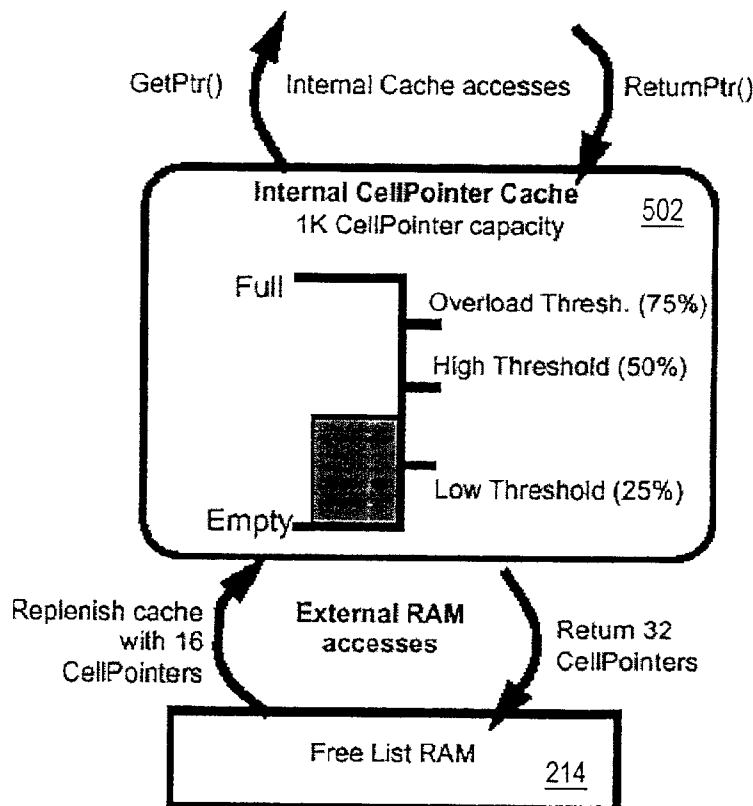 GetPtr()
Internal Cache accesses
ReturnPtr()
Internal CellPointer Cache
1K CellPointer capacity
502
Full
Overload Thresh. (75%)
High Threshold (50%)
Low Threshold (25%)
Empty
Replenish cache
with 16
CellPointers
External RAM
accesses
Return 32
CellPointers
Free List RAM
214